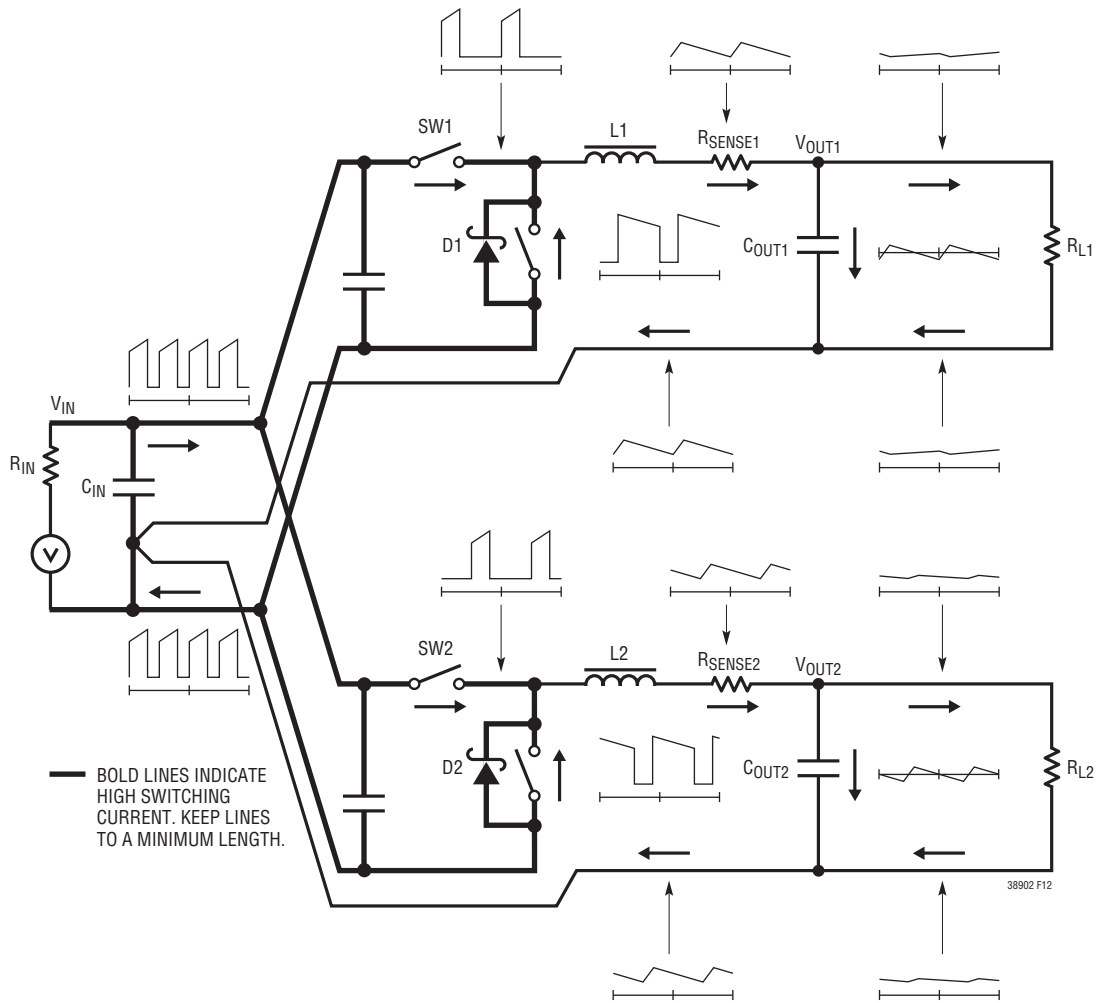 SW1
L1
RSENSE1
VOUT1
D1
COUT1
RL1
VIN
RIN
CIN
V
SW2
L2
RSENSE2
VOUT2
D2
COUT2
RL2
BOLD LINES INDICATE
HIGH SWITCHING
CURRENT. KEEP LINES
TO A MINIMUM LENGTH.
38902 F12